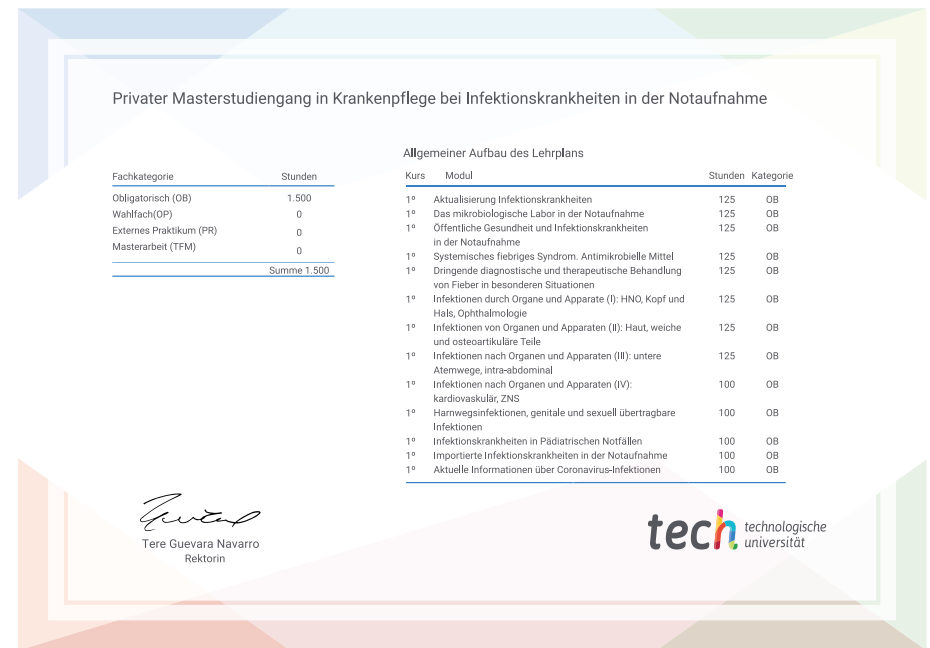 Privater Masterstudiengang in Krankenpflege bei Infektionskrankheiten in der Notaufnahme
Fachkategorie Stunden
Obligatorisch (OB) 1.500
Wahlfach(OP) 0
Externes Praktikum (PR) 0
Masterarbeit (TFM) 0
Summe 1.500
Allgemeiner Aufbau des Lehrplans
Kurs Modul Stunden Kategorie
1º Aktualisierung Infektionskrankheiten 125 OB
1º Das mikrobiologische Labor in der Notaufnahme 125 OB
1º Öffentliche Gesundheit und Infektionskrankheiten 125 OB
in der Notaufnahme
1º Systemisches fiebriges Syndrom. Antimikrobielle Mittel 125 OB
1º Dringende diagnostische und therapeutische Behandlung 125 OB
von Fieber in besonderen Situationen
1º Infektionen durch Organe und Apparate (I): HNO, Kopf und 125 OB
Hals, Ophthalmologie
1º Infektionen von Organen und Apparaten (II): Haut, weiche 125 OB
und osteoartikuläre Teile
1º Infektionen nach Organen und Apparaten (III): untere 125 OB
Atemwege, intra-abdominal
1º Infektionen nach Organen und Apparaten (IV): 100 OB
kardiovaskulär, ZNS
1º Harnwegsinfektionen, genitale und sexuell übertragbare 100 OB
Infektionen
1º Infektionskrankheiten in Pädiatrischen Notfällen 100 OB
1º Importierte Infektionskrankheiten in der Notaufnahme 100 OB
1º Aktuelle Informationen über Coronavirus-Infektionen 100 OB
Tere Guevara Navarro
Rektorin
tech technologische
universität